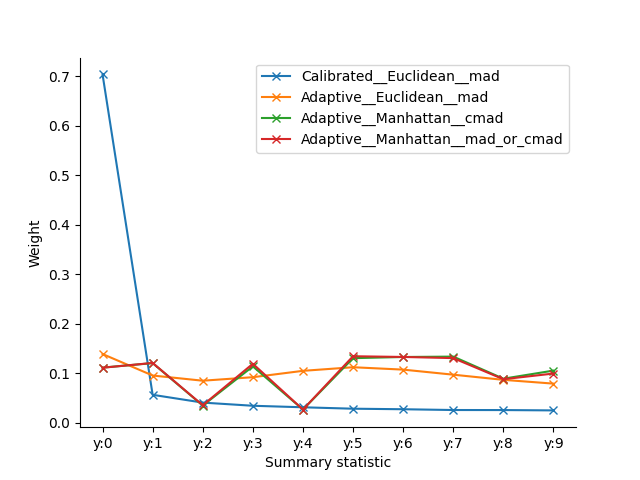 Calibrated__Euclidean__mad
Adaptive__Euclidean__mad
Adaptive__Manhattan__cmad
Adaptive__Manhattan__mad_or_cmad
Weight
0.7
0.6
0.5
0.4
0.3
0.2
0.1
0.0
y:0 y:1 y:2 y:3 y:4 y:5 y:6 y:7 y:8 y:9
Summary statistic